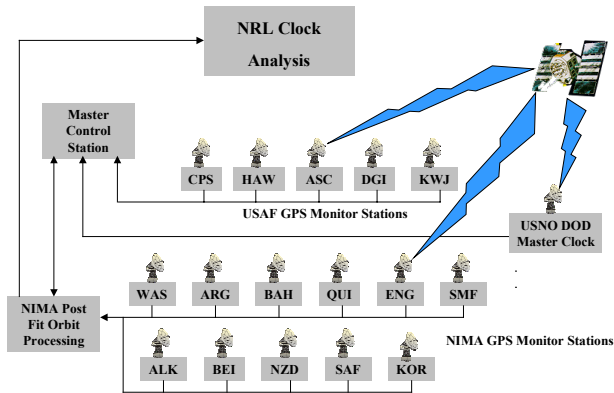 NRL Clock
Analysis
Master
Control
Station
CPS HAW ASC DGI KWJ
USAF GPS Monitor Stations
USNO DOD
Master Clock
WAS ARG BAH QUI ENG SMF
NIMA Post
Fit Orbit
Processing
NIMA GPS Monitor Stations
ALK BEI NZD SAF KOR